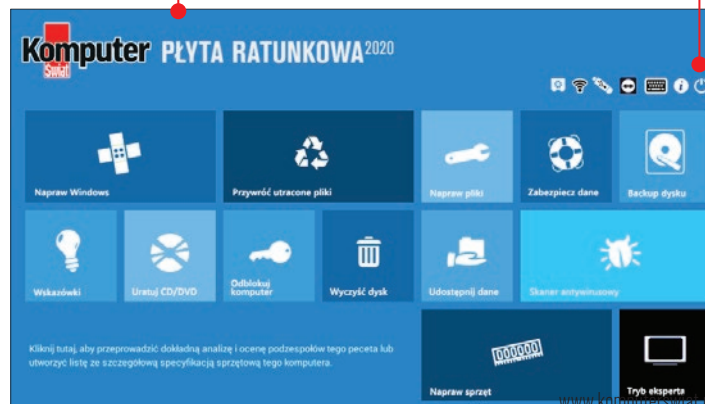 Komputer Świat PŁYTA RATUNKOWA 2020
Napraw Windows
Przywróć utracone pliki
Napraw pliki
Zabezpiecz dane
Backup dysku
Wskazówki
Uratuj CD/DVD
Odblokuj
komputer
Wyczyść dysk
Udostępnij dane
Skaner antywirusowy
Kliknij tutaj, aby przeprowadzić dokładną analizę i ocenę podzespołów tego peceta lub
utworzyć listę ze szczegółową specyfikacją sprzętową tego komputera.
Napraw sprzęt
Tryb eksperta